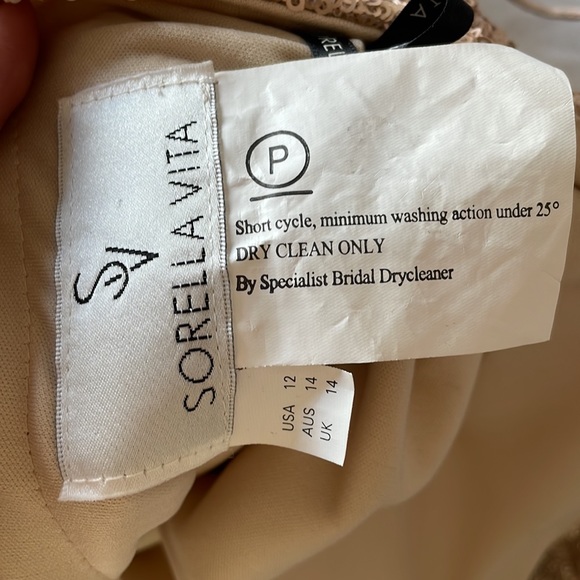 SV
SORELLA VITA
P
Short cycle, minimum washing action under 25°
DRY CLEAN ONLY
By Specialist Bridal Drycleaner
USA 12
AUS 14
UK 14